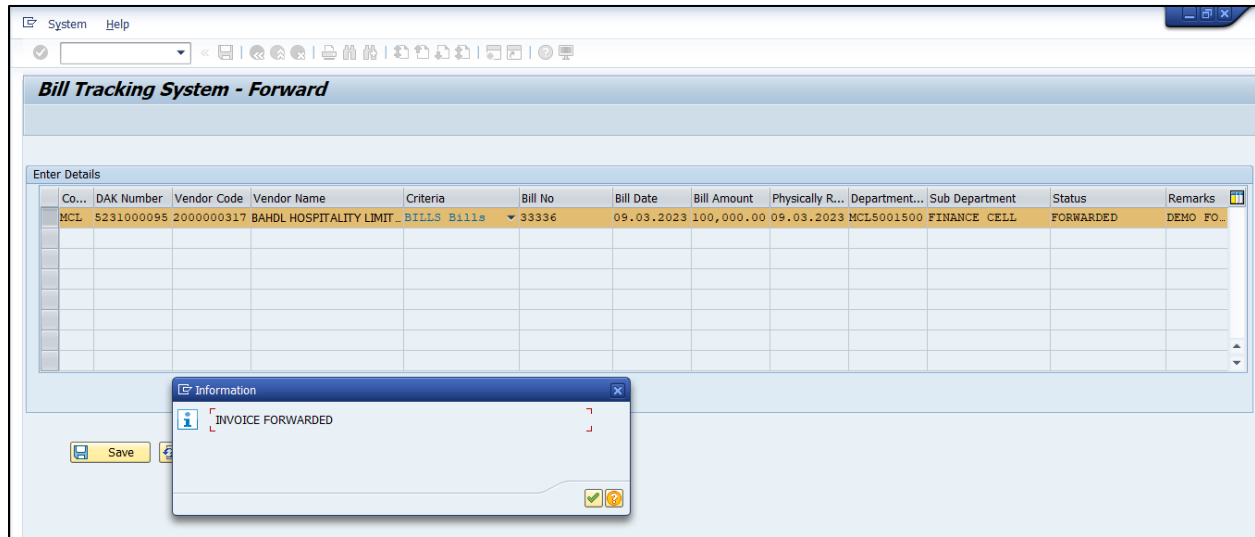 System Help
Bill Tracking System - Forward
Enter Details
Co... DAK Number Vendor Code Vendor Name Criteria Bill No Bill Date Bill Amount Physically R... Department... Sub Department Status Remarks
MCL 5231000095 2000000317 BAHDL HOSPITALITY LIMIT... BILLS Bills 33336 09.03.2023 100,000.00 09.03.2023 MCL5001500 FINANCE CELL FORWARDED DEMO FO...
Information
INVOICE FORWARDED
Save